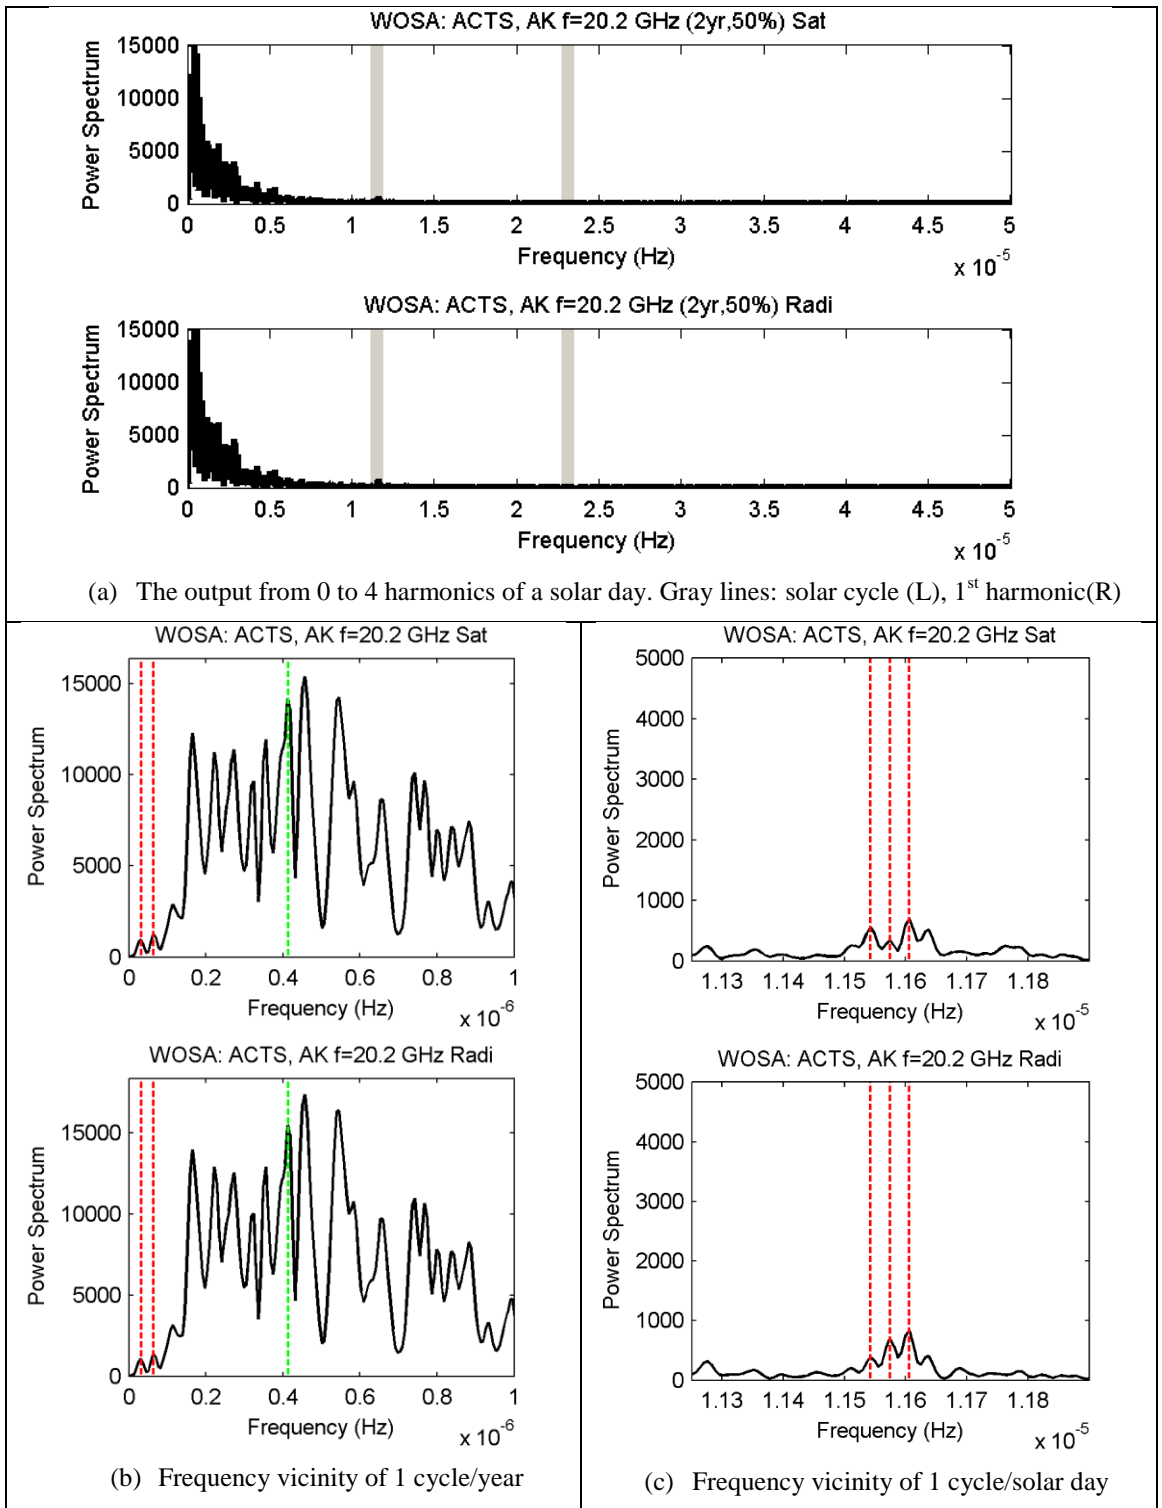 WOSA: ACTS, AK f=20.2 GHz (2yr,50%) Sat
Power Spectrum
15000
10000
5000
0
0 0.5 1 1.5 2 2.5 3 3.5 4 4.5 5
Frequency (Hz)
x 10^-5
WOSA: ACTS, AK f=20.2 GHz (2yr,50%) Radi
Power Spectrum
15000
10000
5000
0
0 0.5 1 1.5 2 2.5 3 3.5 4 4.5 5
Frequency (Hz)
x 10^-5
(a) The output from 0 to 4 harmonics of a solar day. Gray lines: solar cycle (L), 1st harmonic(R)
WOSA: ACTS, AK f=20.2 GHz Sat
Power Spectrum
15000
10000
5000
0
0 0.2 0.4 0.6 0.8 1
Frequency (Hz)
x 10^-6
WOSA: ACTS, AK f=20.2 GHz Radi
Power Spectrum
15000
10000
5000
0
0 0.2 0.4 0.6 0.8 1
Frequency (Hz)
x 10^-6
(b) Frequency vicinity of 1 cycle/year
WOSA: ACTS, AK f=20.2 GHz Sat
Power Spectrum
5000
4000
3000
2000
1000
0
1.13 1.14 1.15 1.16 1.17 1.18
Frequency (Hz)
x 10^-5
WOSA: ACTS, AK f=20.2 GHz Radi
Power Spectrum
5000
4000
3000
2000
1000
0
1.13 1.14 1.15 1.16 1.17 1.18
Frequency (Hz)
x 10^-5
(c) Frequency vicinity of 1 cycle/solar day